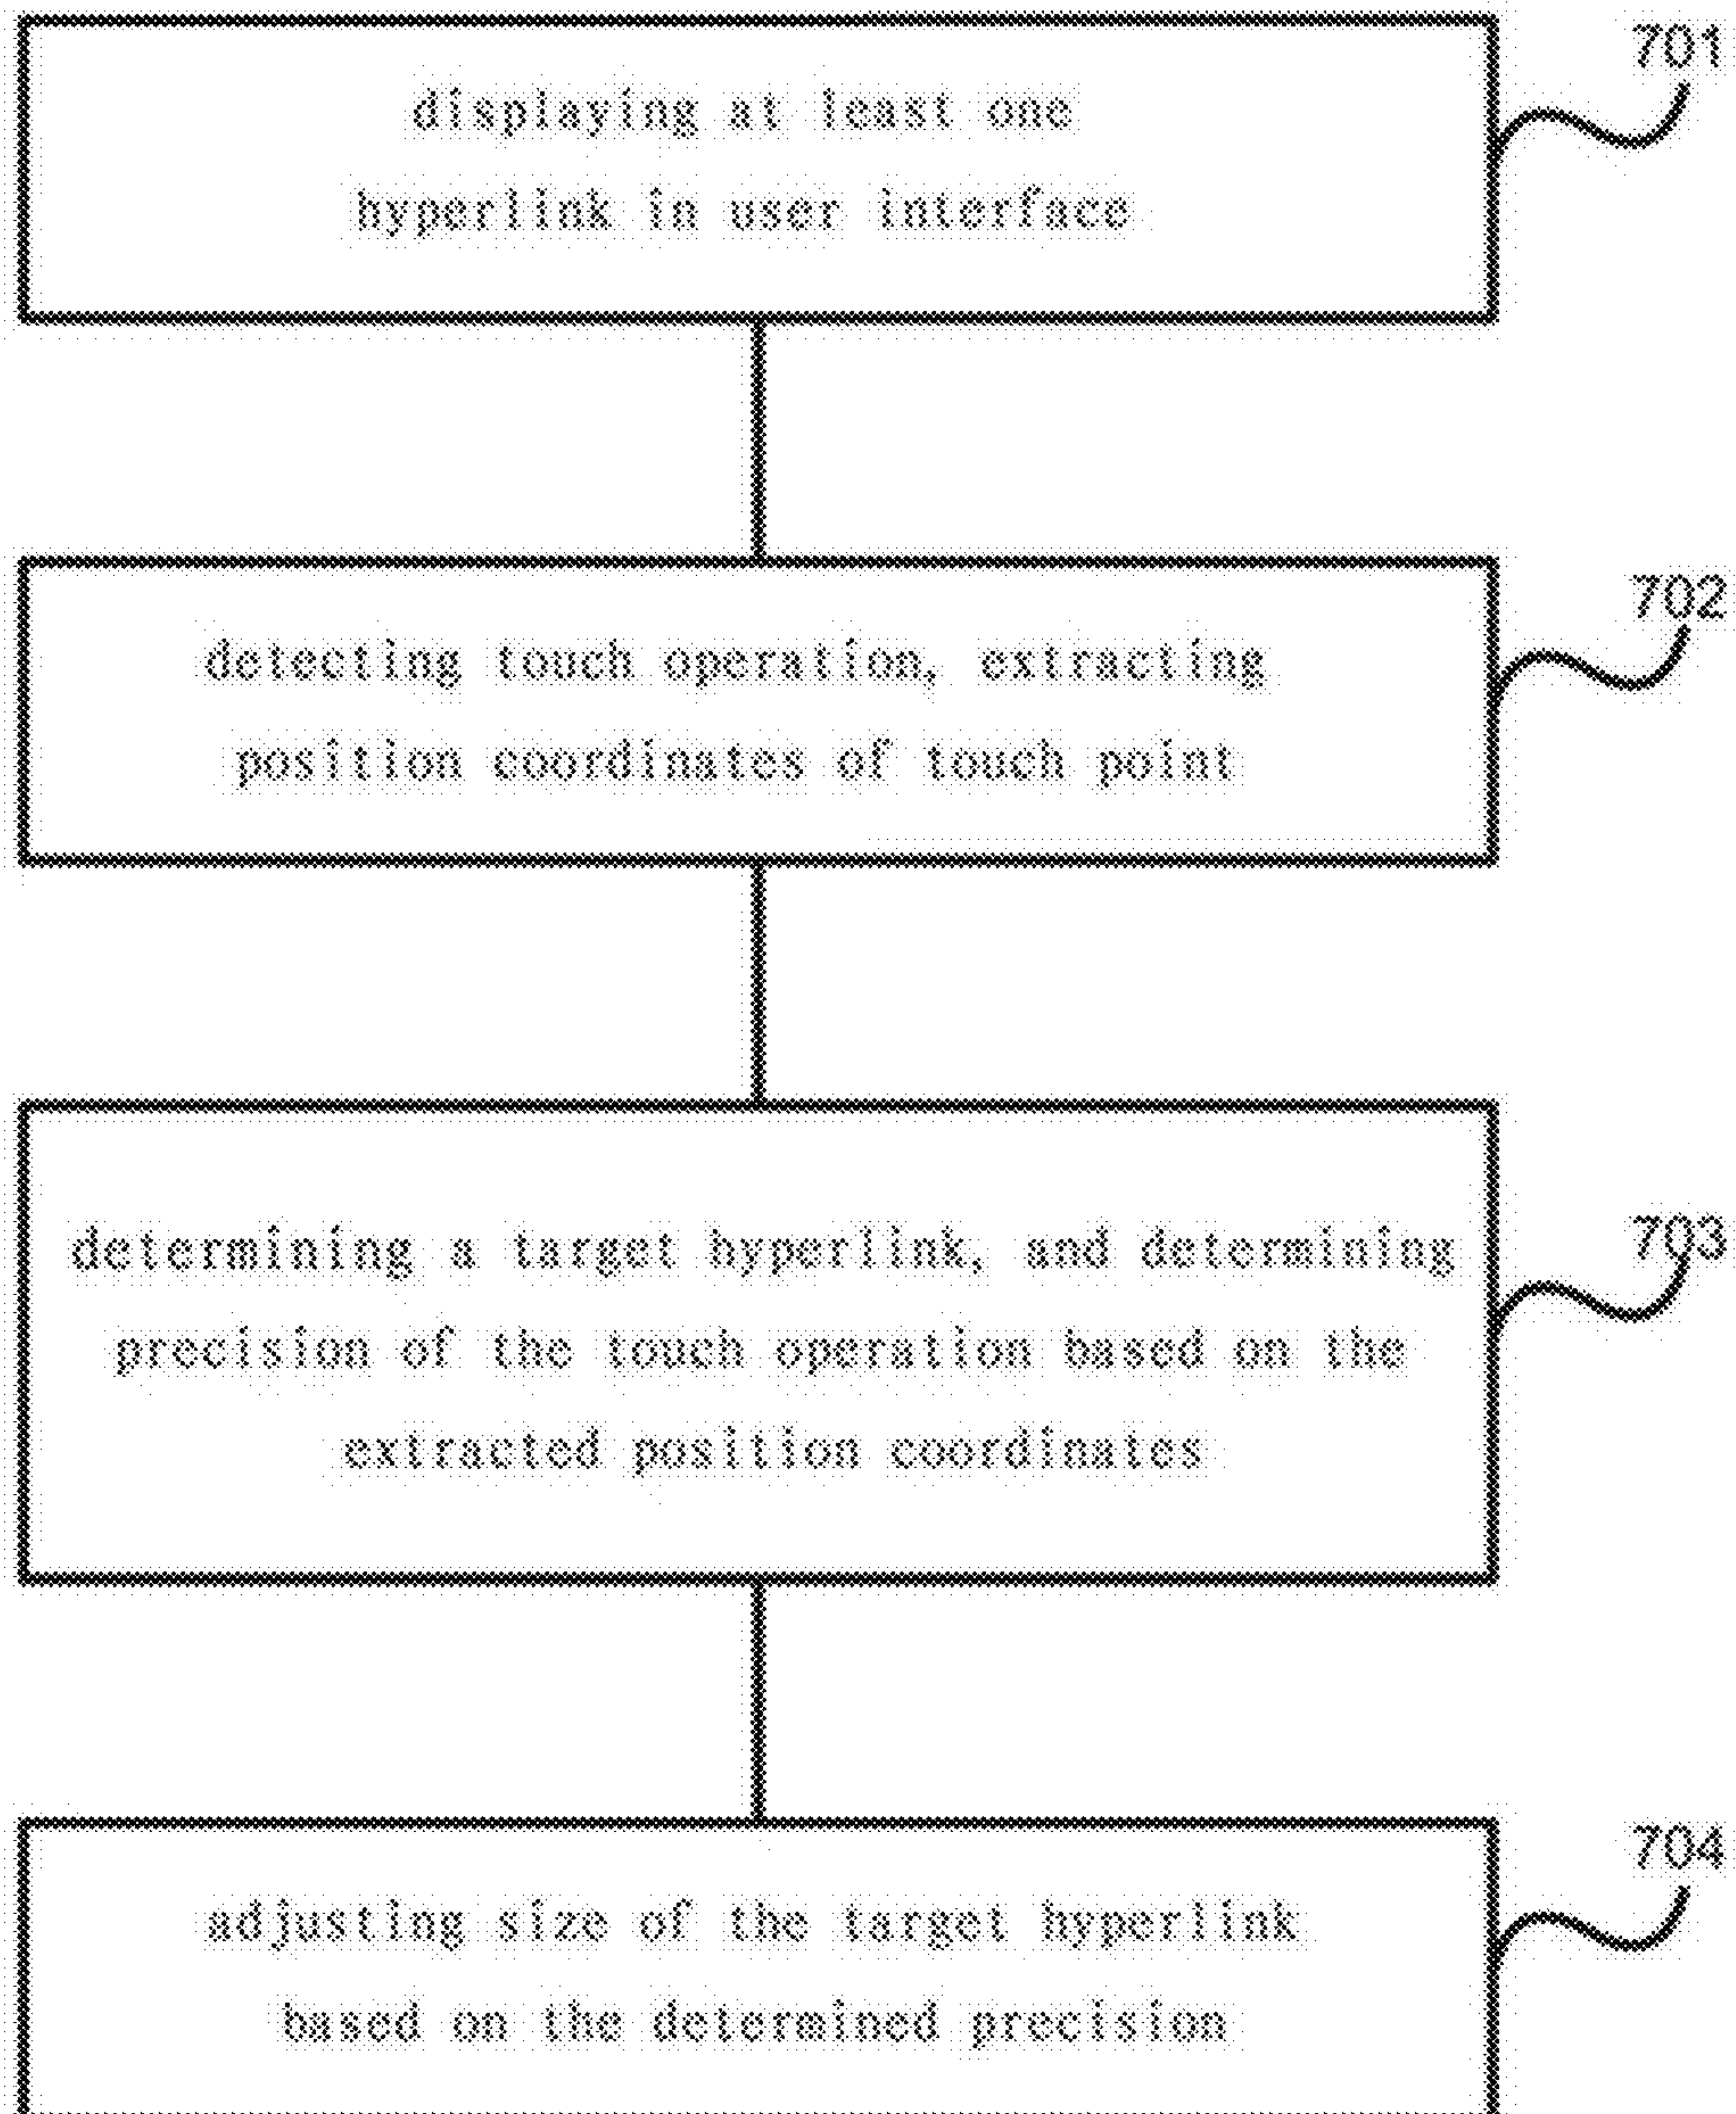 701
displaying at least one
hyperlink in user interface
702
detecting touch operation, extracting
position coordinates of touch point
703
determining a target hyperlink, and determining
precision of the touch operation based on the
extracted position coordinates
704
adjusting size of the target hyperlink
based on the determined precision